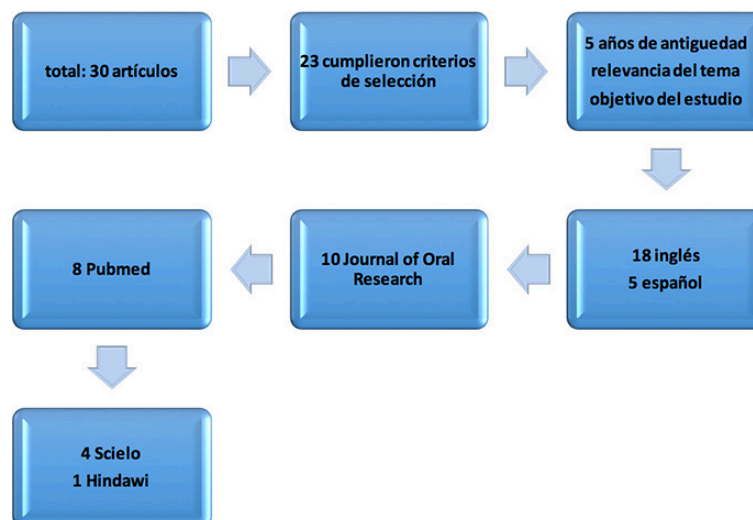 total: 30 artículos
23 cumplieron criterios
de selección
5 años de antiguedad
relevancia del tema
objetivo del estudio
18 inglés
5 español
10 Journal of Oral
Research
8 Pubmed
4 Scielo
1 Hindawi